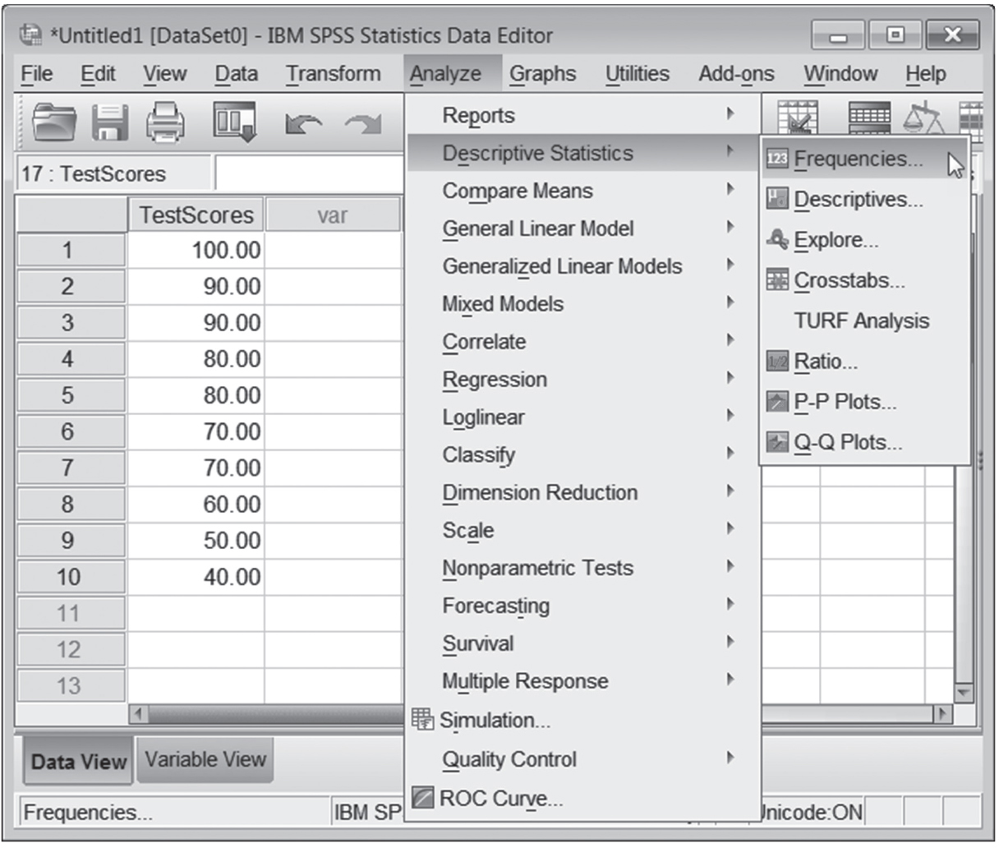 *Untitled1 [DataSet0] - IBM SPSS Statistics Data Editor
File Edit View Data Transform Analyze Graphs Utilities Add-ons Window Help
17 : TestScores
TestScores var
1 100.00
2 90.00
3 90.00
4 80.00
5 80.00
6 70.00
7 70.00
8 60.00
9 50.00
10 40.00
11
12
13
Reports
Descriptive Statistics
Compare Means
General Linear Model
Generalized Linear Models
Mixed Models
Correlate
Regression
Loglinear
Classify
Dimension Reduction
Scale
Nonparametric Tests
Forecasting
Survival
Multiple Response
Simulation...
Quality Control
ROC Curve...
123 Frequencies...
Descriptives...
Explore...
Crosstabs...
TURF Analysis
1/2 Ratio...
P-P Plots...
Q-Q Plots...
Data View Variable View
Frequencies... IBM SP Unicode:ON